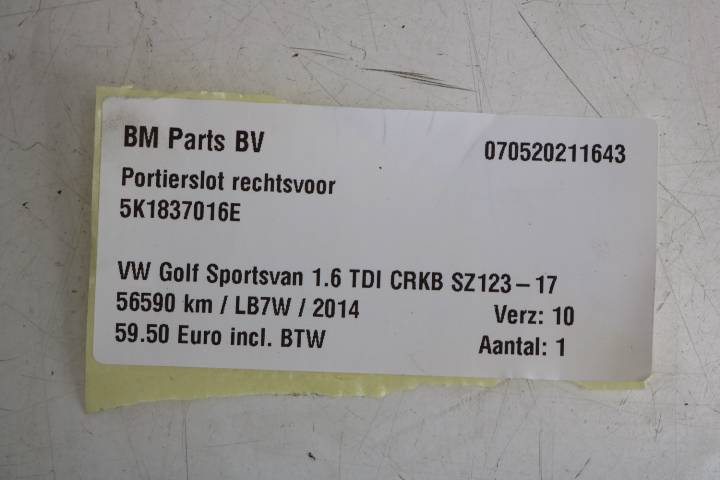 BM Parts BV 070520211643
Portierslot rechtsvoor
5K1837016E
VW Golf Sportsvan 1.6 TDI CRKB SZ123-17
56590 km / LB7W / 2014 Verz: 10
59.50 Euro incl. BTW Aantal: 1